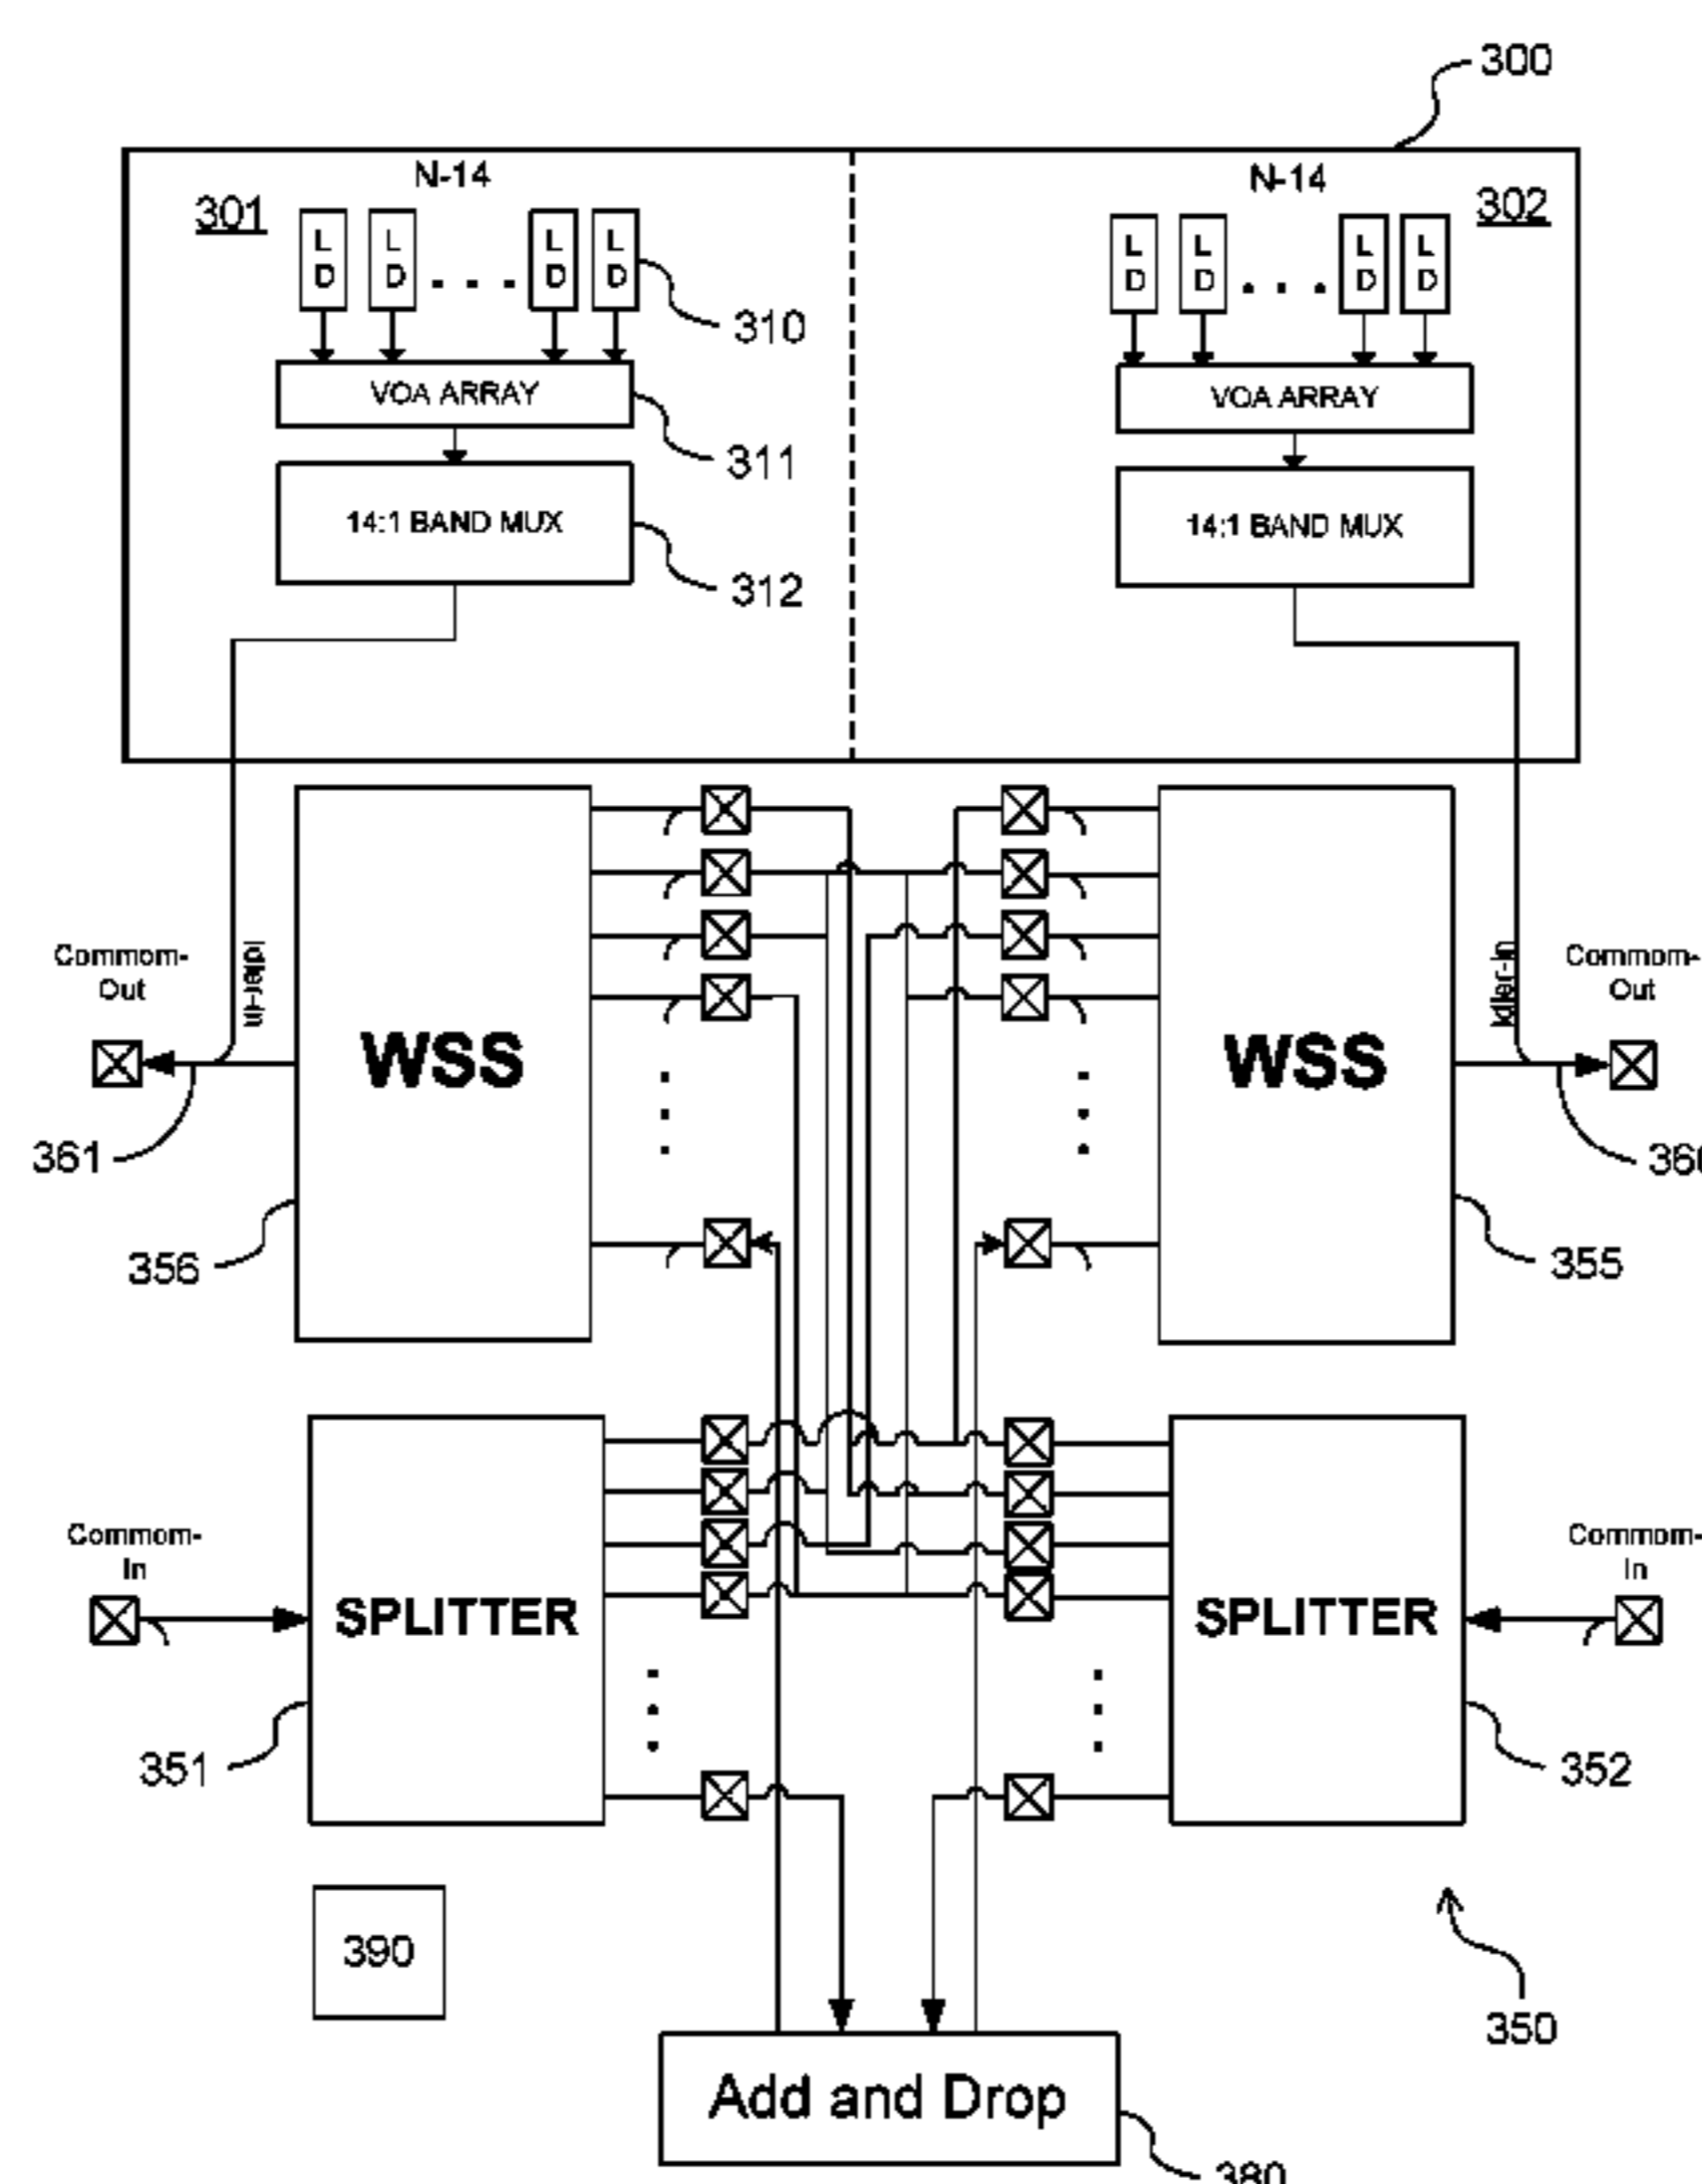 300
N-14
N-14
301
302
L
D
L
D
L
D
L
D
L
D
L
D
L
D
L
D
310
VOA ARRAY
VOA ARRAY
311
14:1 BAND MUX
14:1 BAND MUX
312
Commom-
Out
Idler-in
Idler-in
Commom-
Out
WSS
WSS
361
356
355
Commom-
In
Commom-
In
SPLITTER
SPLITTER
351
352
390
350
Add and Drop
380